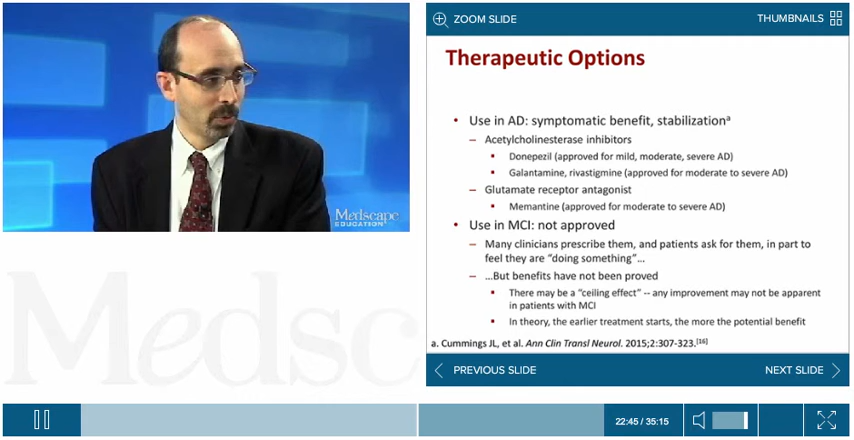 ZOOM SLIDE
THUMBNAILS
Therapeutic Options
• Use in AD: symptomatic benefit, stabilizationᵃ
– Acetylcholinesterase inhibitors
▪ Donepezil (approved for mild, moderate, severe AD)
▪ Galantamine, rivastigmine (approved for moderate to severe AD)
– Glutamate receptor antagonist
▪ Memantine (approved for moderate to severe AD)
• Use in MCI: not approved
– Many clinicians prescribe them, and patients ask for them, in part to
feel they are “doing something”…
– …But benefits have not been proved
▪ There may be a “ceiling effect” -- any improvement may not be apparent
in patients with MCI
▪ In theory, the earlier treatment starts, the more the potential benefit
a. Cummings JL, et al. Ann Clin Transl Neurol. 2015;2:307-323.[16]
PREVIOUS SLIDE
NEXT SLIDE
Medscape
EDUCATION
Medsc
22:45 / 35:15